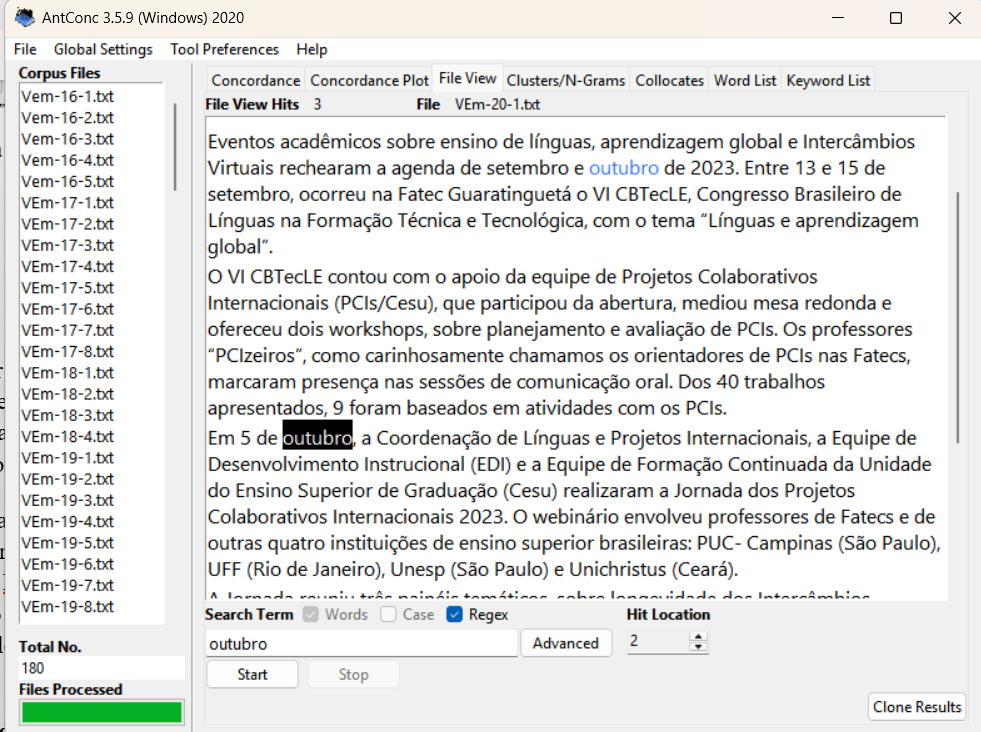 AntConc 3.5.9 (Windows) 2020
File Global Settings Tool Preferences Help
Corpus Files
Vem-16-1.txt
Vem-16-2.txt
Vem-16-3.txt
Vem-16-4.txt
Vem-16-5.txt
VEm-17-1.txt
VEm-17-2.txt
VEm-17-3.txt
VEm-17-4.txt
VEm-17-5.txt
VEm-17-6.txt
VEm-17-7.txt
VEm-17-8.txt
VEm-18-1.txt
VEm-18-2.txt
VEm-18-3.txt
VEm-18-4.txt
VEm-19-1.txt
VEm-19-2.txt
VEm-19-3.txt
VEm-19-4.txt
VEm-19-5.txt
VEm-19-6.txt
VEm-19-7.txt
VEm-19-8.txt
Total No.
180
Files Processed
Concordance Concordance Plot File View Clusters/N-Grams Collocates Word List Keyword List
File View Hits 3 File VEm-20-1.txt
Eventos acadêmicos sobre ensino de línguas, aprendizagem global e Intercâmbios
Virtuais rechearam a agenda de setembro e outubro de 2023. Entre 13 e 15 de
setembro, ocorreu na Fatec Guaratinguetá o VI CBTecLE, Congresso Brasileiro de
Línguas na Formação Técnica e Tecnológica, com o tema “Línguas e aprendizagem
global”.
O VI CBTecLE contou com o apoio da equipe de Projetos Colaborativos
Internacionais (PCIs/Cesu), que participou da abertura, mediou mesa redonda e
ofereceu dois workshops, sobre planejamento e avaliação de PCIs. Os professores
“PCIzeiros”, como carinhosamente chamamos os orientadores de PCIs nas Fatecs,
marcaram presença nas sessões de comunicação oral. Dos 40 trabalhos
apresentados, 9 foram baseados em atividades com os PCIs.
Em 5 de outubro, a Coordenação de Línguas e Projetos Internacionais, a Equipe de
Desenvolvimento Instrucional (EDI) e a Equipe de Formação Continuada da Unidade
do Ensino Superior de Graduação (Cesu) realizaram a Jornada dos Projetos
Colaborativos Internacionais 2023. O webinário envolveu professores de Fatecs e de
outras quatro instituições de ensino superior brasileiras: PUC- Campinas (São Paulo),
UFF (Rio de Janeiro), Unesp (São Paulo) e Unichristus (Ceará).
A Jornada reuniu três painéis temáticos, sobre longevidade dos Intercâmbios
Search Term Words Case Regex Hit Location
outubro Advanced 2
Start Stop
Clone Results